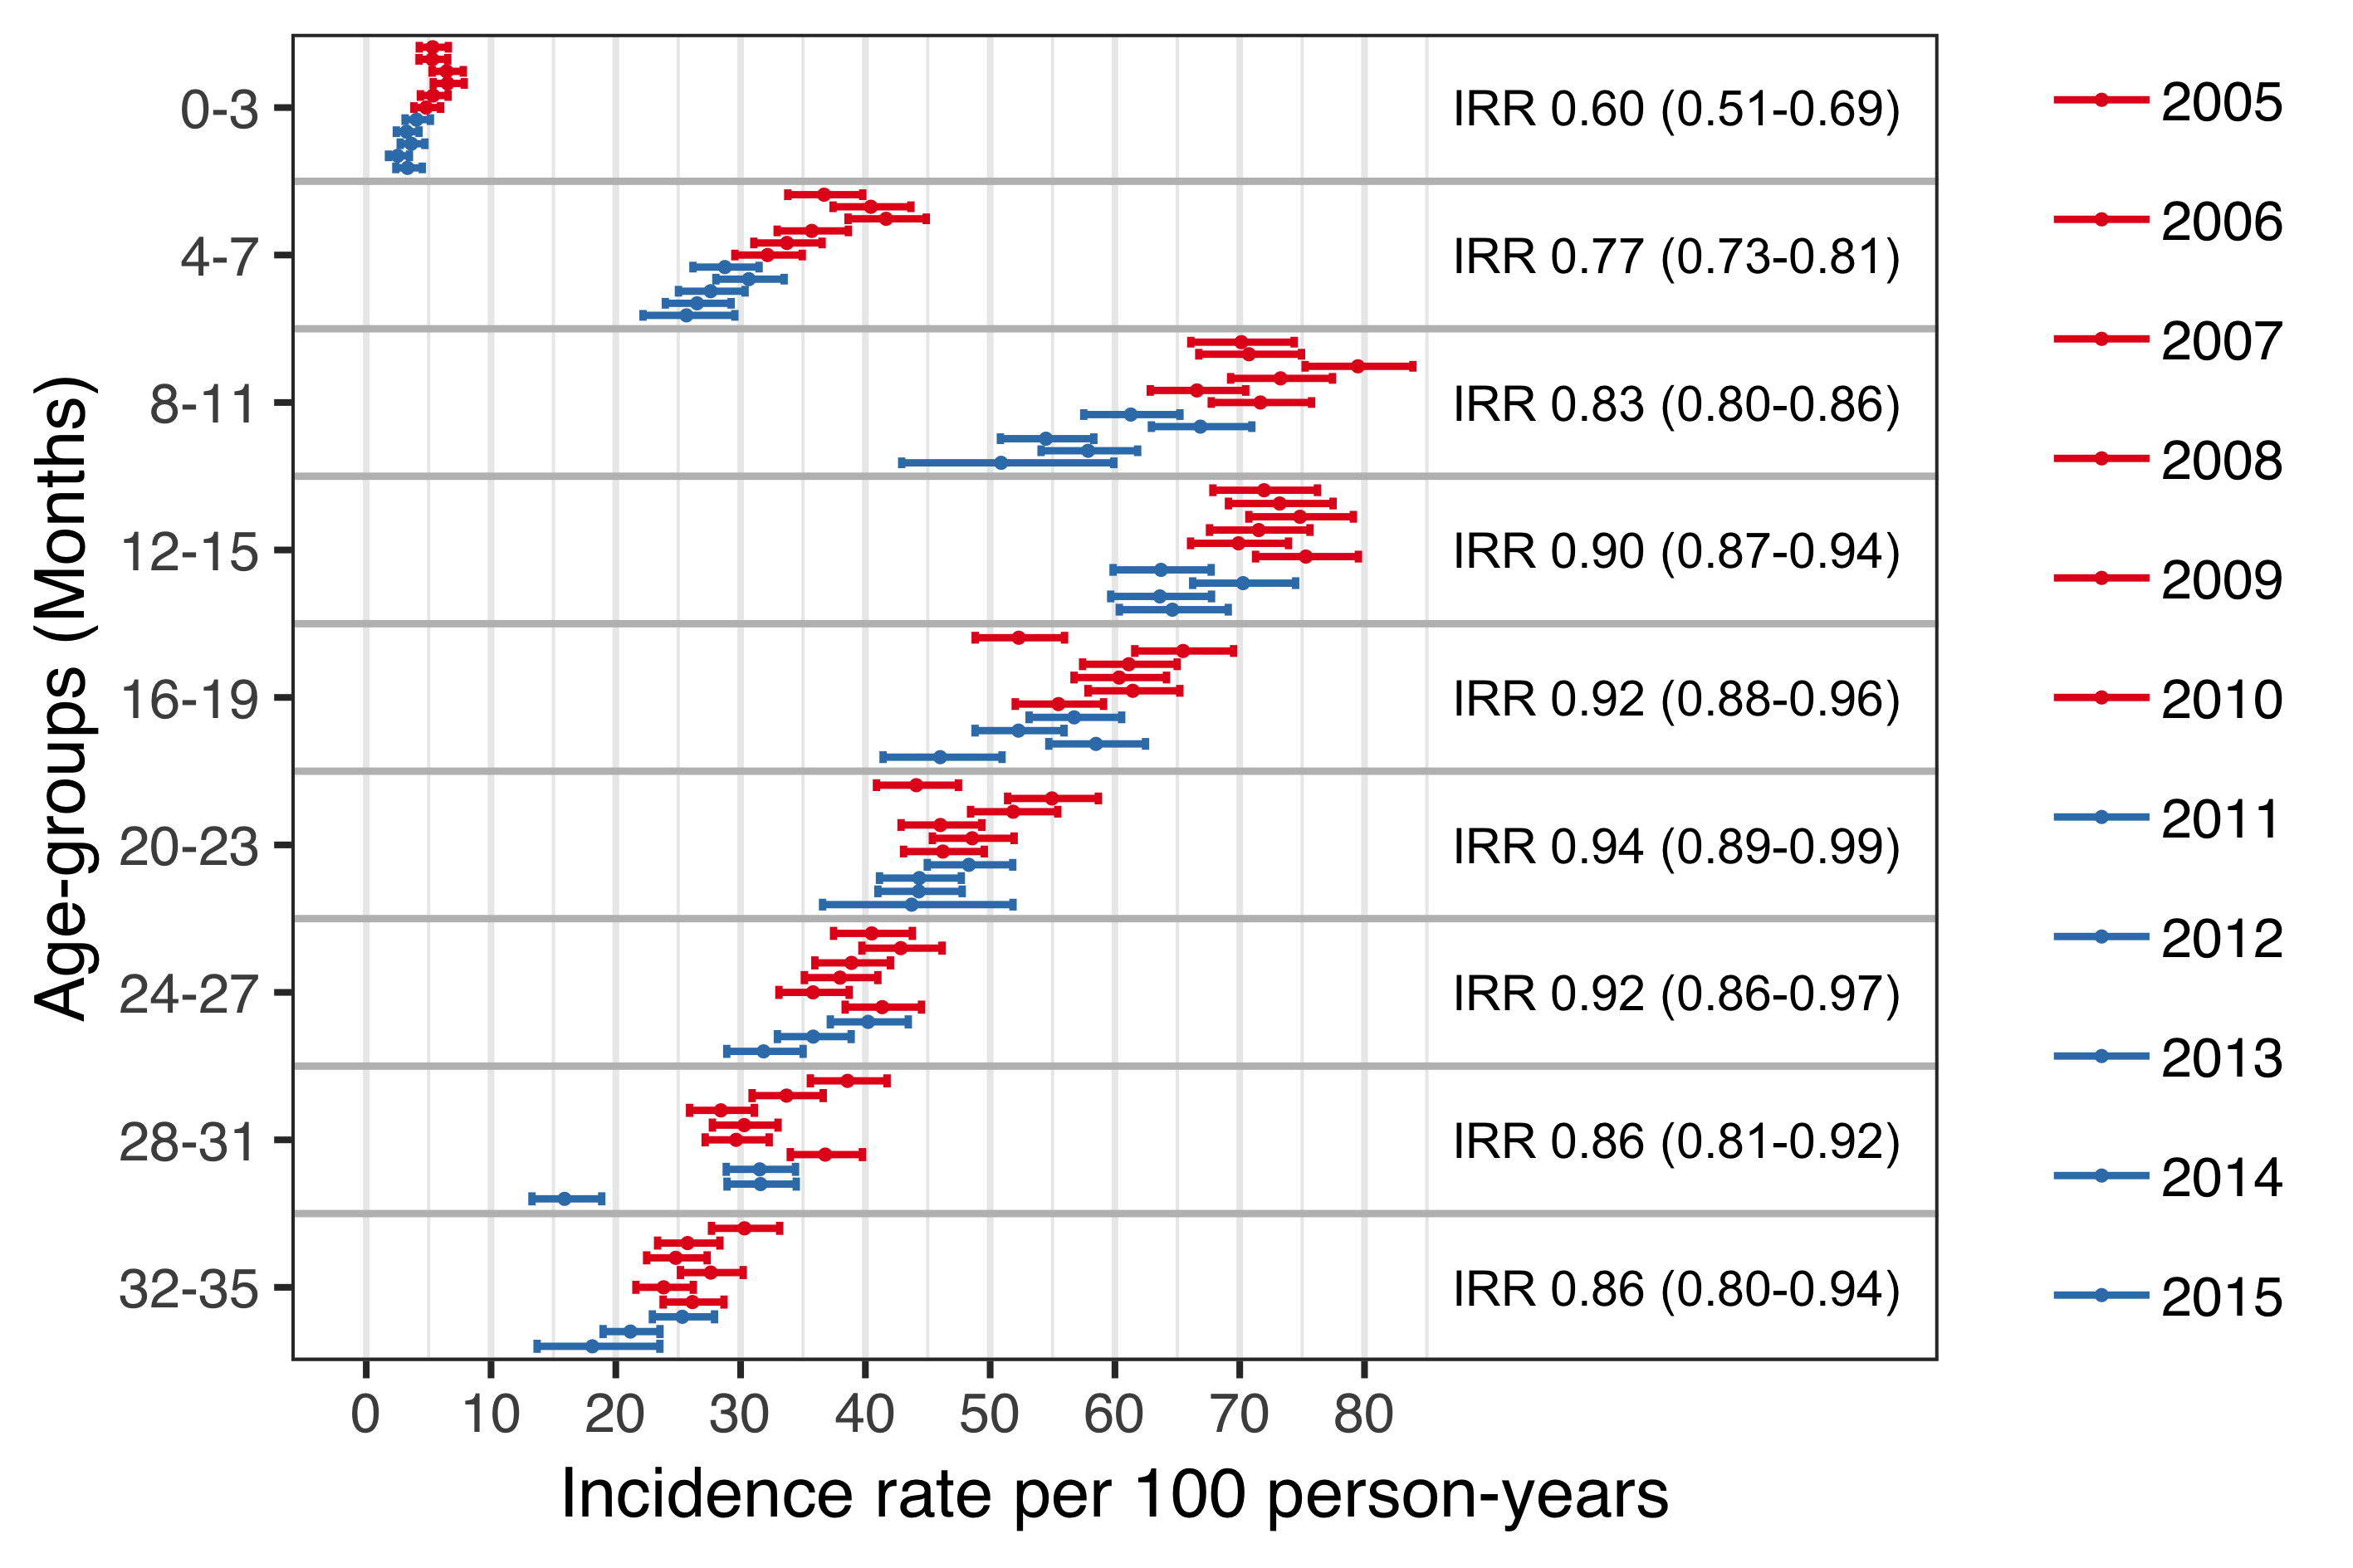 Age-groups (Months)
0-3
IRR 0.60 (0.51-0.69)
4-7
IRR 0.77 (0.73-0.81)
8-11
IRR 0.83 (0.80-0.86)
12-15
IRR 0.90 (0.87-0.94)
16-19
IRR 0.92 (0.88-0.96)
20-23
IRR 0.94 (0.89-0.99)
24-27
IRR 0.92 (0.86-0.97)
28-31
IRR 0.86 (0.81-0.92)
32-35
IRR 0.86 (0.80-0.94)
0 10 20 30 40 50 60 70 80
Incidence rate per 100 person-years
2005
2006
2007
2008
2009
2010
2011
2012
2013
2014
2015